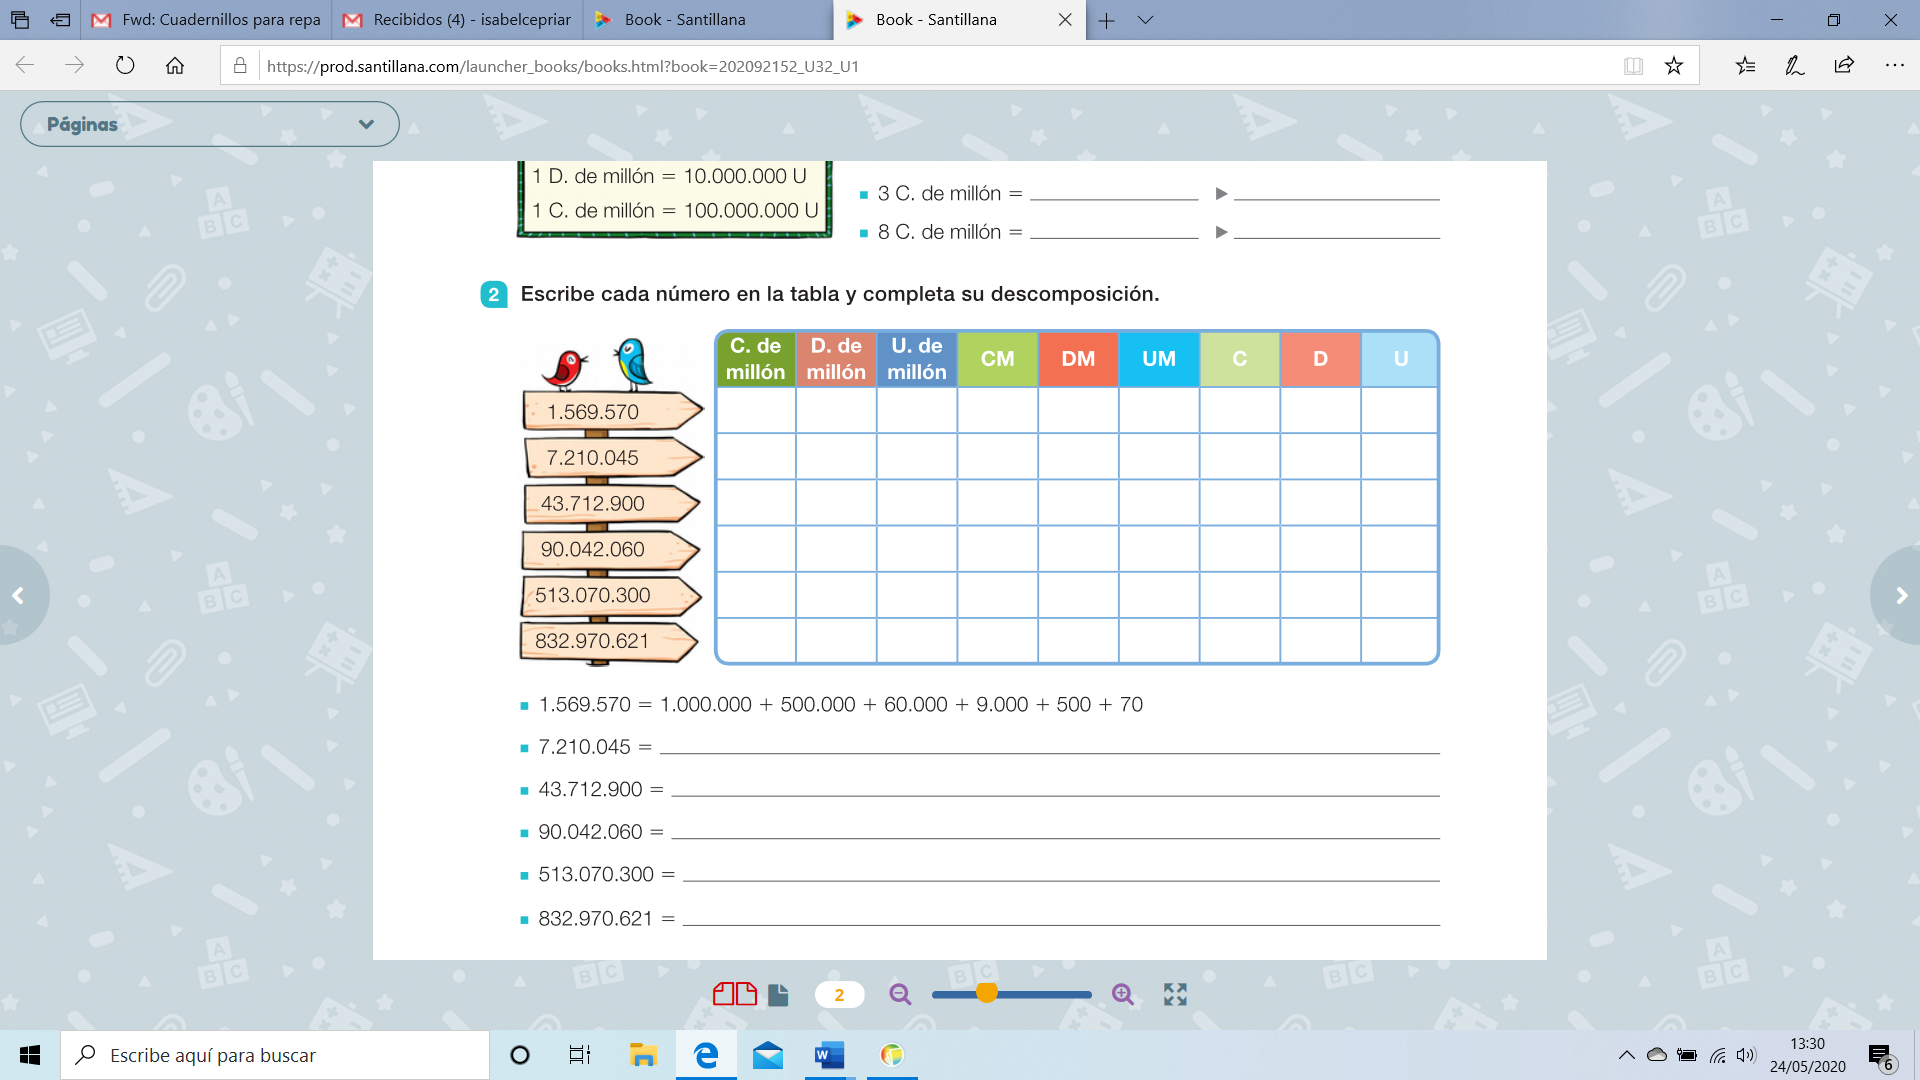 Fwd: Cuadernillos para repa
Recibidos (4) - isabelcepriar
Book - Santillana
Book - Santillana
https://prod.santillana.com/launcher_books/books.html?book=202092152_U32_U1
Páginas
1 D. de millón = 10.000.000 U
1 C. de millón = 100.000.000 U
3 C. de millón = ____ ▶ ____
8 C. de millón = ____ ▶ ____
2 Escribe cada número en la tabla y completa su descomposición.
C. de millón D. de millón U. de millón CM DM UM C D U
1.569.570
7.210.045
43.712.900
90.042.060
513.070.300
832.970.621
1.569.570 = 1.000.000 + 500.000 + 60.000 + 9.000 + 500 + 70
7.210.045 =
43.712.900 =
90.042.060 =
513.070.300 =
832.970.621 =
2
Escribe aquí para buscar
13:30
24/05/2020
6